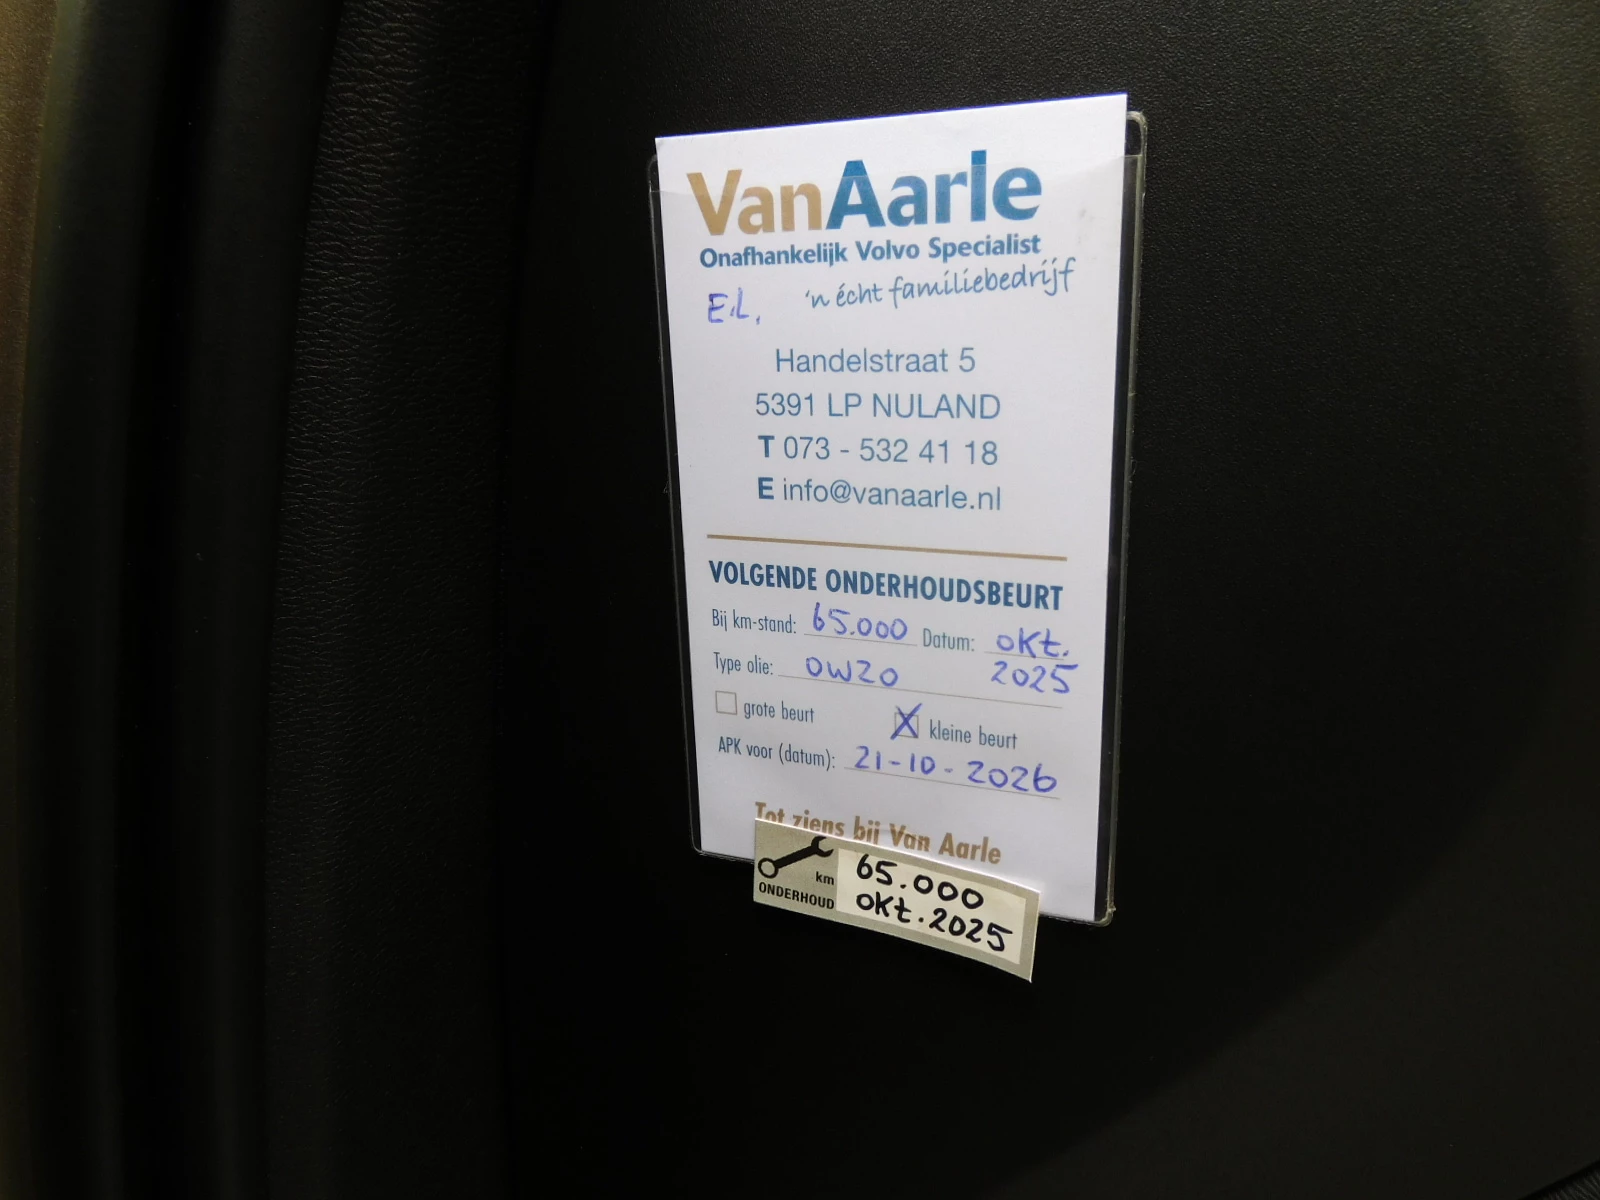 VanAarle
Onafhankelijk Volvo Specialist
'n écht familiebedrijf
E.L.
Handelstraat 5
5391 LP NULAND
T 073 - 532 41 18
E info@vanaarle.nl
VOLGENDE ONDERHOUDSBEURT
Bij km-stand: 65.000 Datum: okt.
Type olie: 0W20 2025
grote beurt kleine beurt
APK voor (datum): 21-10-2026
Tot ziens bij Van Aarle
km 65.000
ONDERHOUD okt.2025